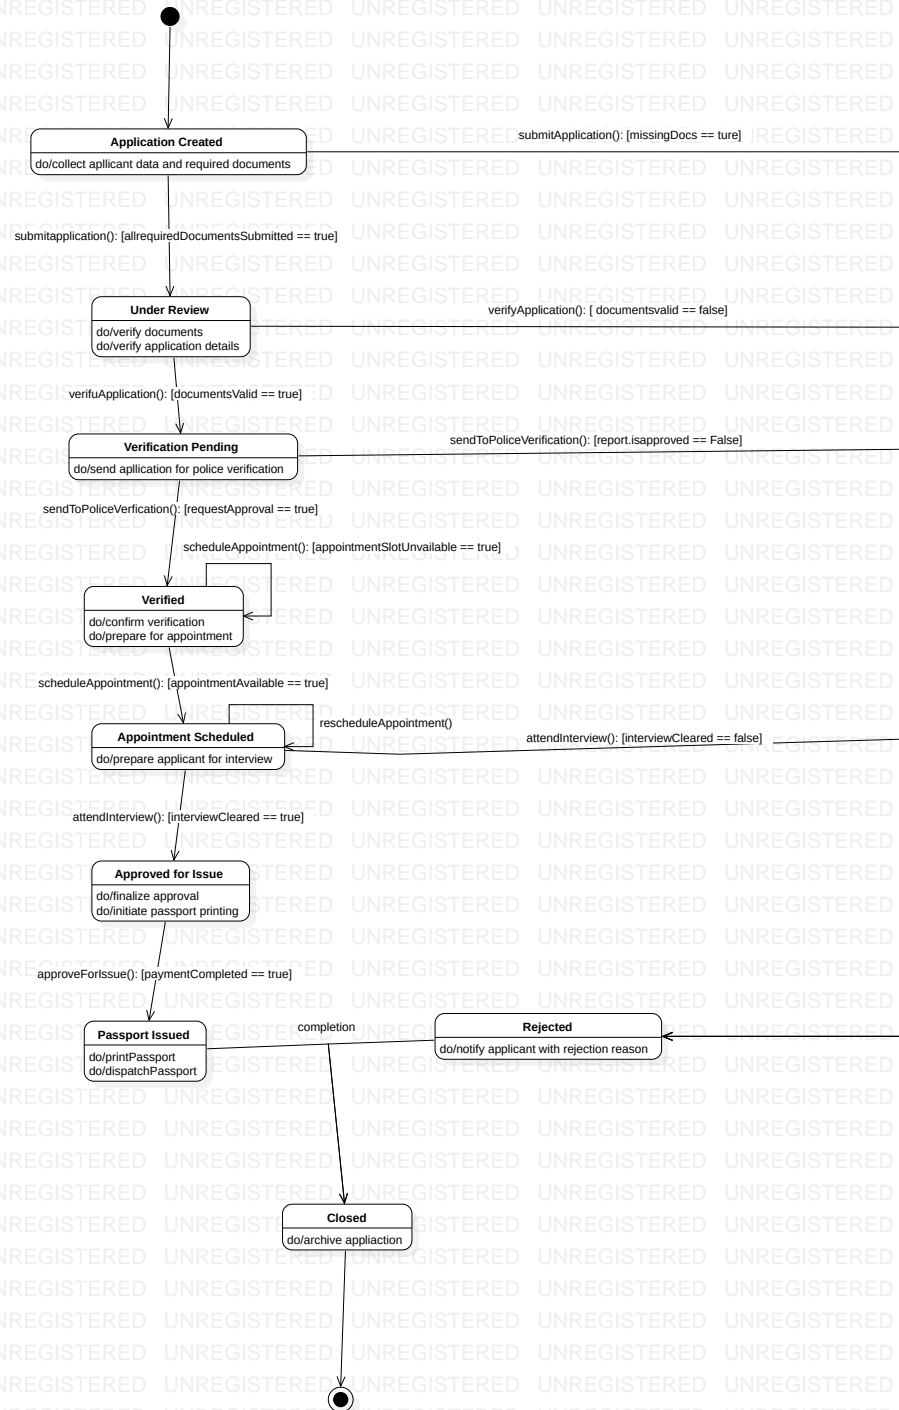 Application Created
do/collect apllicant data and required documents
submitApplication(): [missingDocs == ture]
submitapplication(): [allrequiredDocumentsSubmitted == true]
Under Review
do/verify documents
do/verify application details
verifyApplication(): [ documentsvalid == false]
verifuApplication(): [documentsValid == true]
Verification Pending
do/send apllication for police verification
sendToPoliceVerification(): [report.isapproved == False]
sendToPoliceVerfication(): [requestApproval == true]
scheduleAppointment(): [appointmentSlotUnvailable == true]
Verified
do/confirm verification
do/prepare for appointment
scheduleAppointment(): [appointmentAvailable == true]
rescheduleAppointment()
Appointment Scheduled
do/prepare applicant for interview
attendInterview(): [interviewCleared == false]
attendInterview(): [interviewCleared == true]
Approved for Issue
do/finalize approval
do/initiate passport printing
approveForIssue(): [paymentCompleted == true]
Passport Issued
do/printPassport
do/dispatchPassport
completion
Rejected
do/notify applicant with rejection reason
Closed
do/archive appliaction
UNREGISTERED